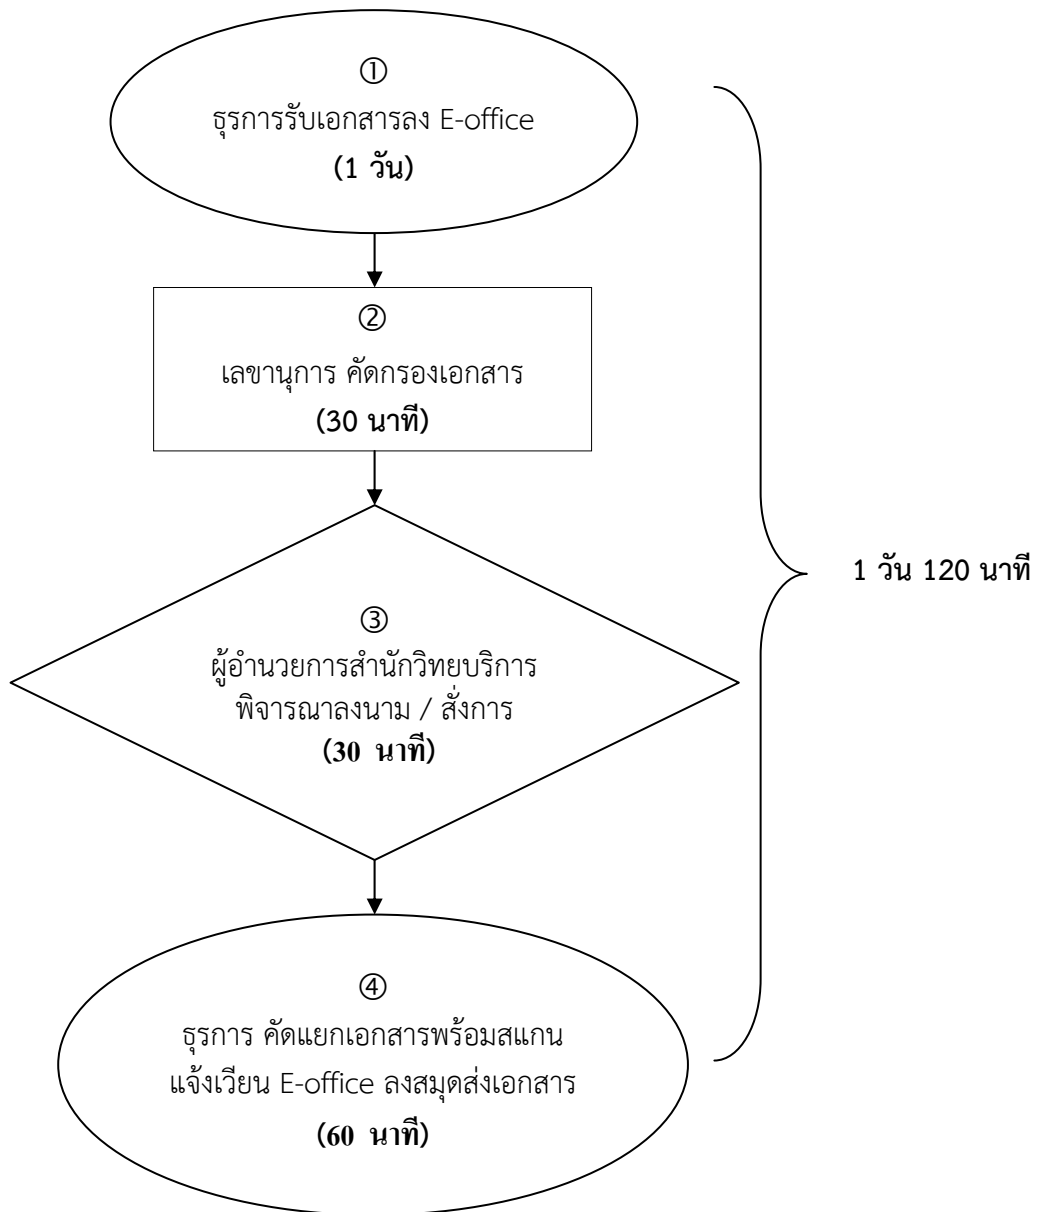 ①
ธุรการรับเอกสารลง E-office
(1 วัน)
②
เลขานุการ คัดกรองเอกสาร
(30 นาที)
1 วัน 120 นาที
③
ผู้อำนวยการสำนักวิทยบริการ
พิจารณาลงนาม / สั่งการ
(30 นาที)
④
ธุรการ คัดแยกเอกสารพร้อมสแกน
แจ้งเวียน E-office ลงสมุดส่งเอกสาร
(60 นาที)